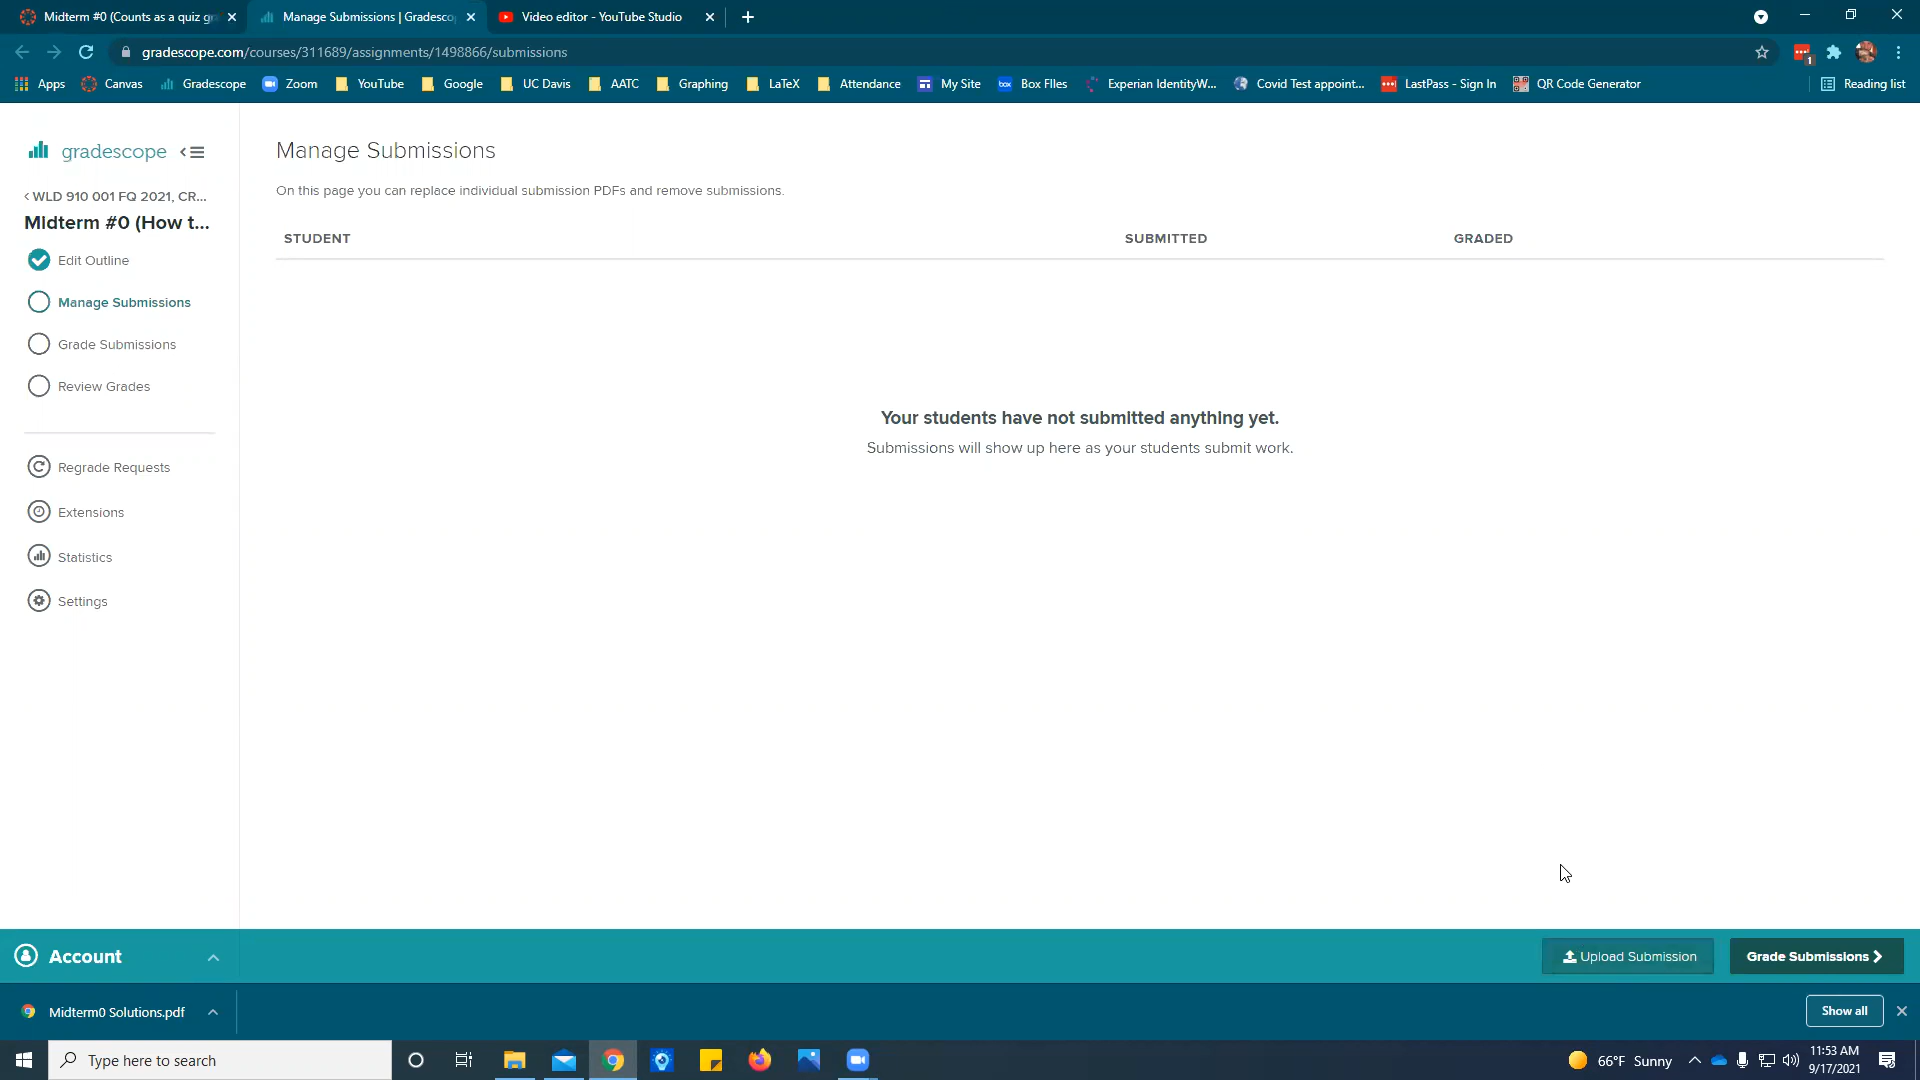 Midterm #0 (Counts as a quiz gr
Manage Submissions | Gradesco
Video editor - YouTube Studio
gradescope.com/courses/311689/assignments/1498866/submissions
1
Apps
Canvas
Gradescope
Zoom
YouTube
Google
UC Davis
AATC
Graphing
LaTeX
Attendance
My Site
Box FIles
Experian IdentityW...
Covid Test appoint...
LastPass - Sign In
QR Code Generator
Reading list
gradescope
WLD 910 001 FQ 2021, CR...
Midterm #0 (How t...
Edit Outline
Manage Submissions
Grade Submissions
Review Grades
Regrade Requests
Extensions
Statistics
Settings
Manage Submissions
On this page you can replace individual submission PDFs and remove submissions.
STUDENT
SUBMITTED
GRADED
Your students have not submitted anything yet.
Submissions will show up here as your students submit work.
Account
Upload Submission
Grade Submissions
Midterm0 Solutions.pdf
Show all
Type here to search
66°F Sunny
11:53 AM
9/17/2021